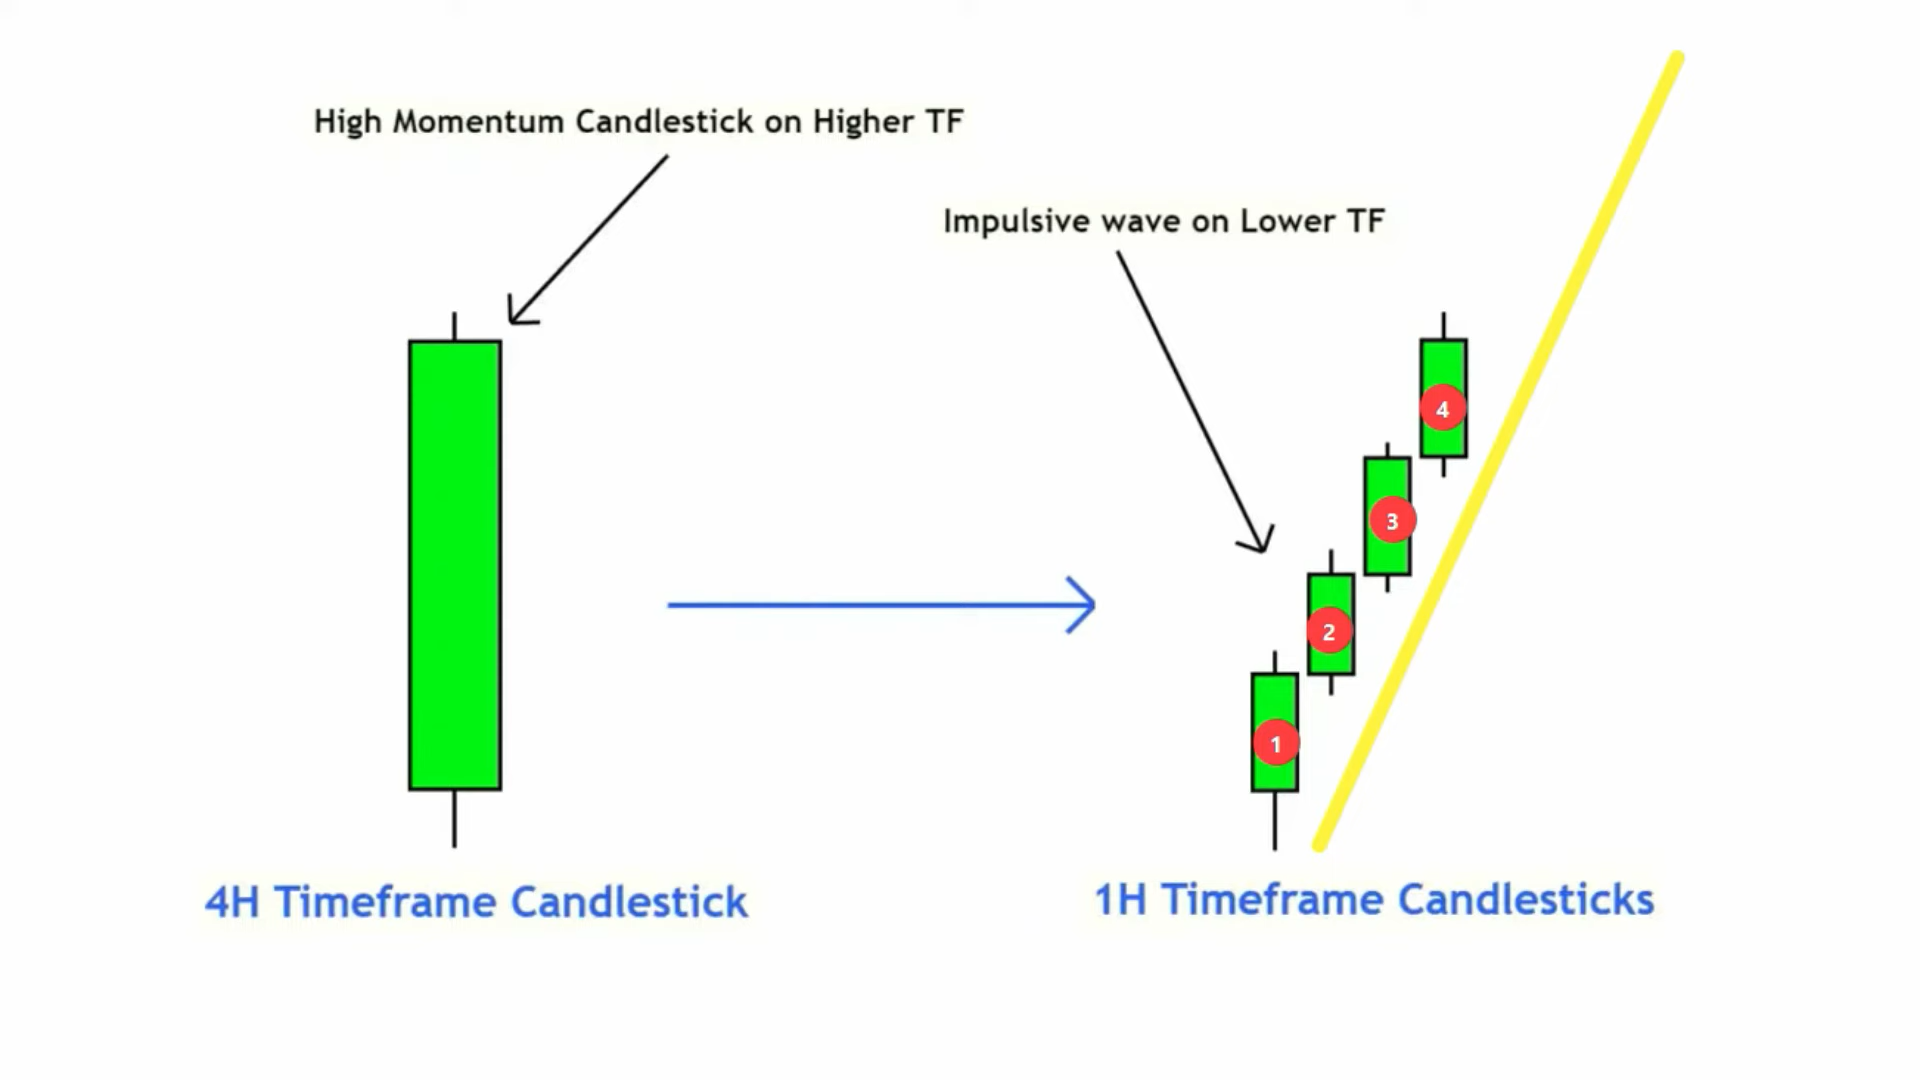 High Momentum Candlestick on Higher TF
Impulsive wave on Lower TF
4
3
2
1
4H Timeframe Candlestick
1H Timeframe Candlesticks